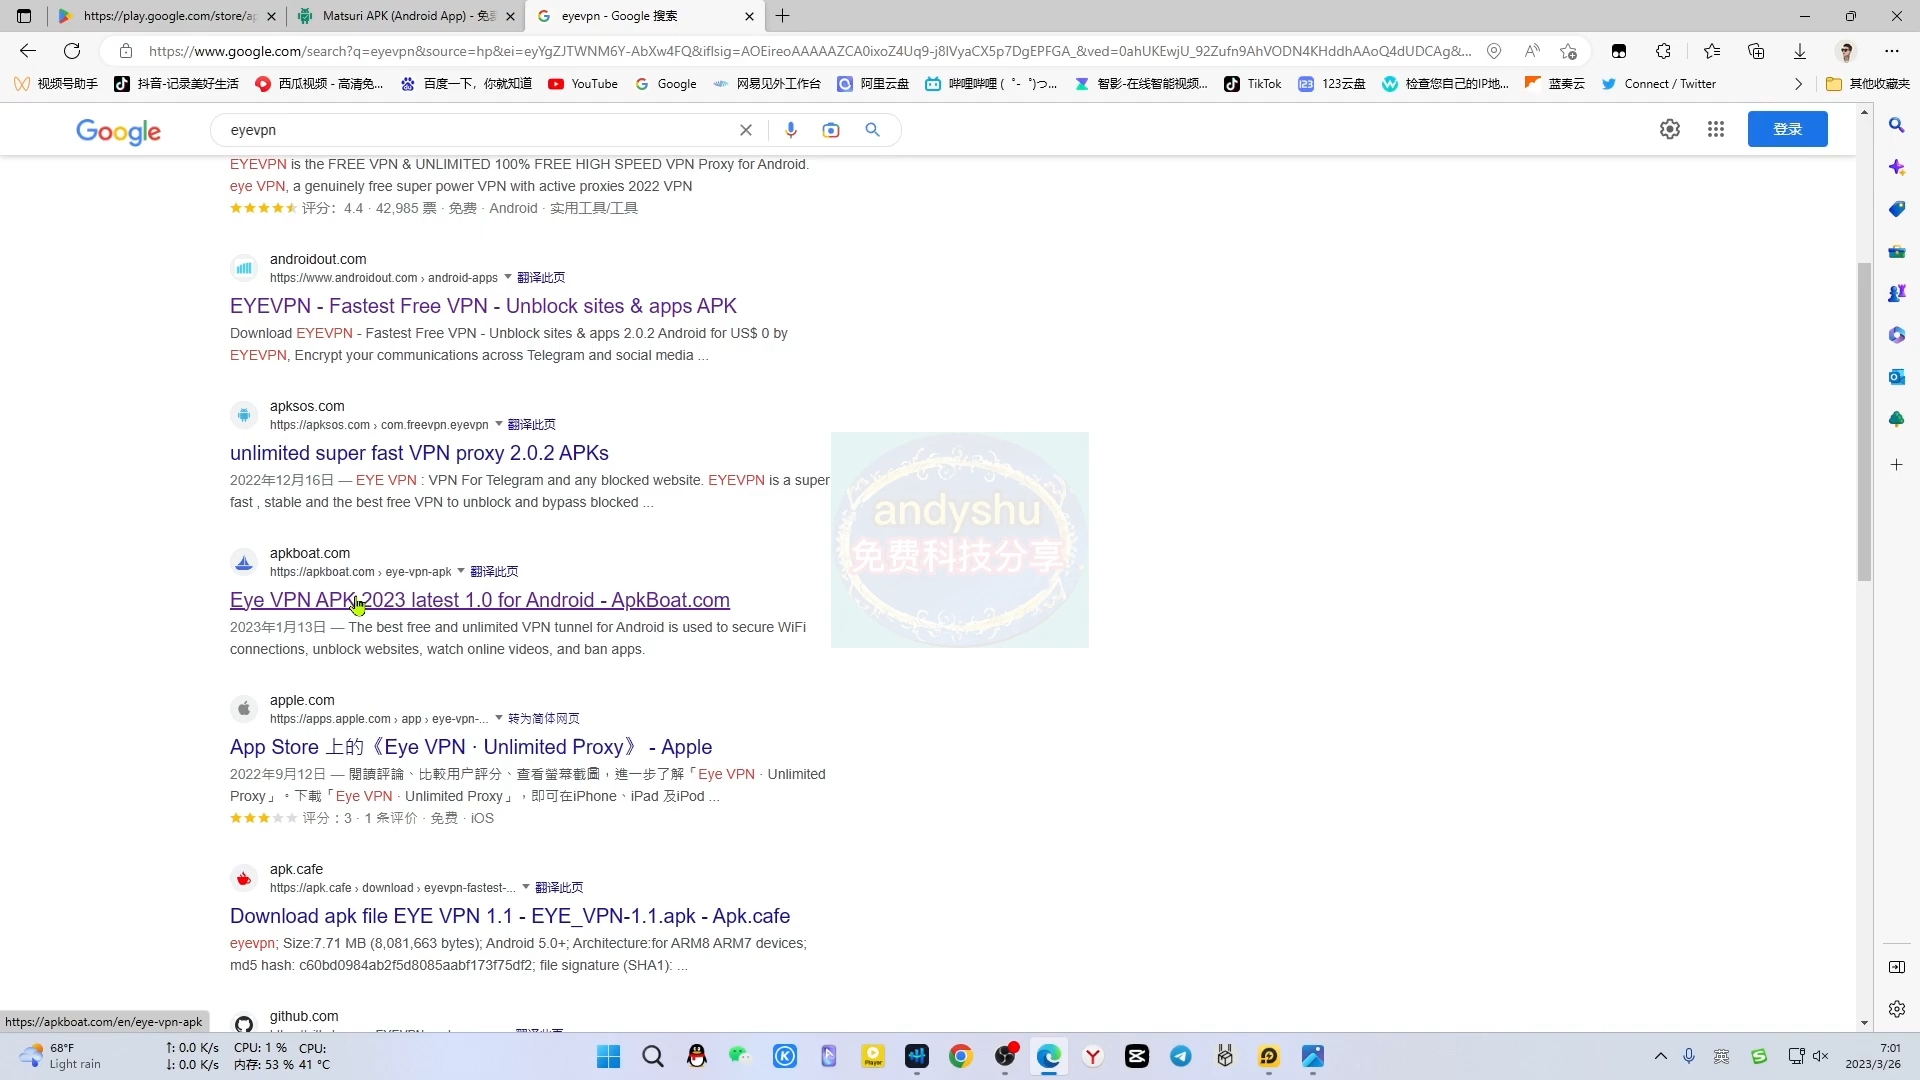 https://play.google.com/store/ap
Matsuri APK (Android App) - 免费
eyevpn - Google 搜索
https://www.google.com/search?q=eyevpn&source=hp&ei=eyYgZJTWNM6Y-AbXw4FQ&iflsig=AOEireoAAAAAZCA0ixoZ4Uq9-j8IVyaCX5p7DgEPFGA_&ved=0ahUKEwjU_92Zufn9AhVODN4KHddhAAoQ4dUDCAg&...
视频号助手
抖音-记录美好生活
西瓜视频 - 高清免...
百度一下，你就知道
YouTube
Google
网易见外工作台
阿里云盘
哔哩哔哩 (゜-゜)つ...
智影-在线智能视频...
TikTok
123云盘
检查您自己的IP地...
蓝奏云
Connect / Twitter
其他收藏夹
Google
eyevpn
登录
EYEVPN is the FREE VPN & UNLIMITED 100% FREE HIGH SPEED VPN Proxy for Android.
eye VPN, a genuinely free super power VPN with active proxies 2022 VPN
评分：4.4 · 42,985 票 · 免费 · Android · 实用工具/工具
androidout.com
https://www.androidout.com › android-apps 翻译此页
EYEVPN - Fastest Free VPN - Unblock sites & apps APK
Download EYEVPN - Fastest Free VPN - Unblock sites & apps 2.0.2 Android for US$ 0 by
EYEVPN, Encrypt your communications across Telegram and social media ...
apksos.com
https://apksos.com › com.freevpn.eyevpn 翻译此页
unlimited super fast VPN proxy 2.0.2 APKs
2022年12月16日 — EYE VPN : VPN For Telegram and any blocked website. EYEVPN is a super
fast , stable and the best free VPN to unblock and bypass blocked ...
andyshu
免费科技分享
apkboat.com
https://apkboat.com › eye-vpn-apk 翻译此页
Eye VPN APK 2023 latest 1.0 for Android - ApkBoat.com
2023年1月13日 — The best free and unlimited VPN tunnel for Android is used to secure WiFi
connections, unblock websites, watch online videos, and ban apps.
apple.com
https://apps.apple.com › app › eye-vpn-... 转为简体网页
App Store 上的《Eye VPN · Unlimited Proxy》 - Apple
2022年9月12日 — 閱讀評論、比較用户評分、查看螢幕截圖，進一步了解「Eye VPN · Unlimited
Proxy」。下載「Eye VPN · Unlimited Proxy」，即可在iPhone、iPad 及iPod ...
评分：3 · 1 条评价 · 免费 · iOS
apk.cafe
https://apk.cafe › download › eyevpn-fastest-... 翻译此页
Download apk file EYE VPN 1.1 - EYE_VPN-1.1.apk - Apk.cafe
eyevpn; Size:7.71 MB (8,081,663 bytes); Android 5.0+; Architecture:for ARM8 ARM7 devices;
md5 hash: c60bd0984ab2f5d8085aabf173f75df2; file signature (SHA1): ...
github.com
https://apkboat.com/en/eye-vpn-apk
68°F
Light rain
↑: 0.0 K/s
↓: 0.0 K/s
CPU: 1 % CPU:
内存: 53 % 41 °C
Player
英
7:01
2023/3/26